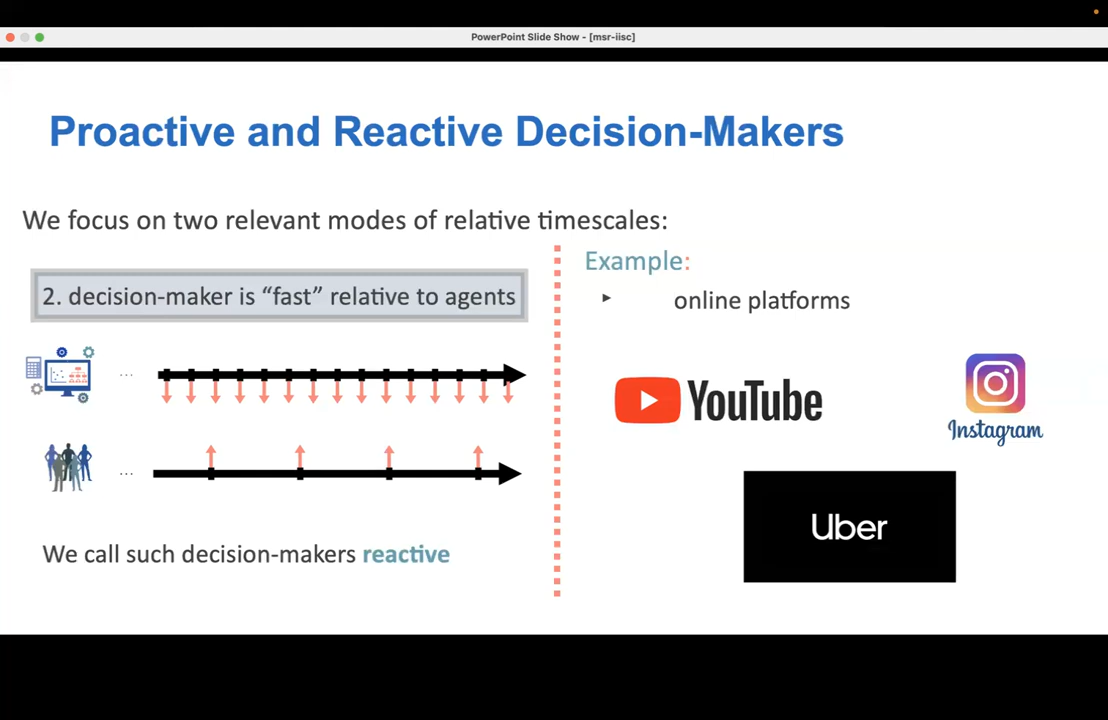 PowerPoint Slide Show - [msr-iisc]
Proactive and Reactive Decision-Makers
We focus on two relevant modes of relative timescales:
2. decision-maker is “fast” relative to agents
...
...
We call such decision-makers reactive
Example:
‣ online platforms
YouTube
Instagram
Uber